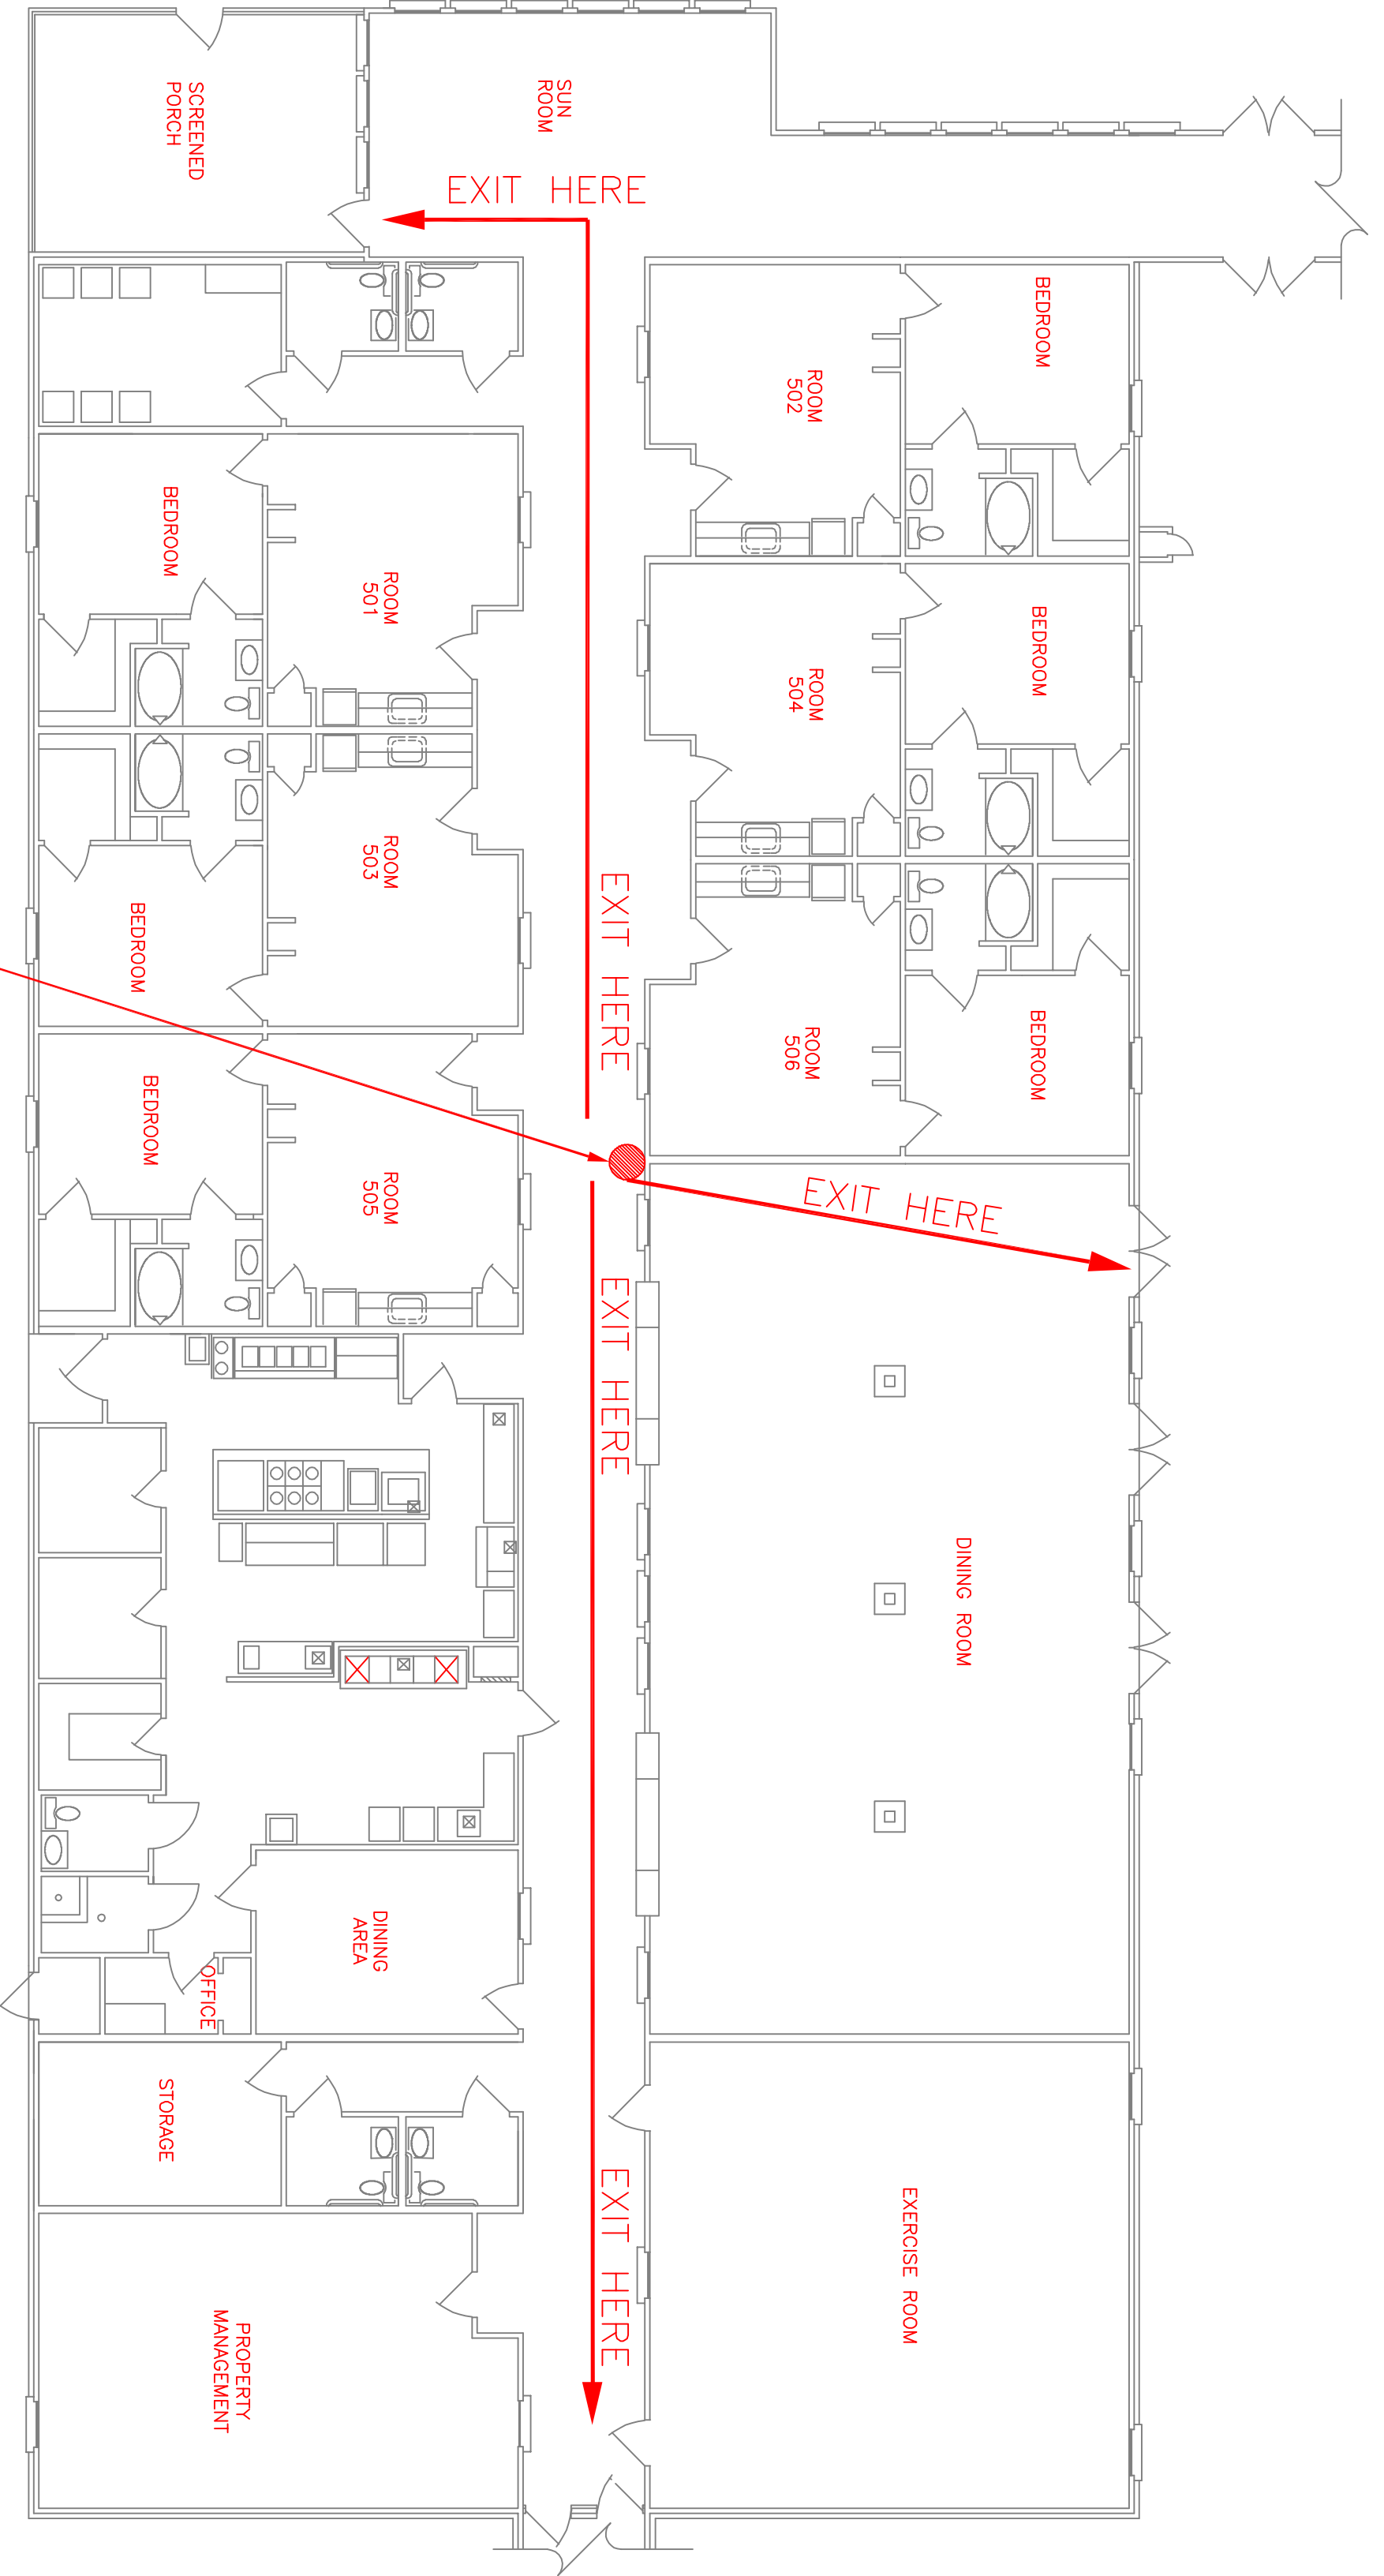 SCREENED
PORCH
SUN
ROOM
EXIT HERE
BEDROOM
ROOM
502
BEDROOM
ROOM
501
BEDROOM
ROOM
504
ROOM
503
EXIT HERE
BEDROOM
BEDROOM
ROOM
506
BEDROOM
ROOM
505
EXIT HERE
EXIT HERE
DINING ROOM
DINING
AREA
OFFICE
STORAGE
EXIT HERE
EXERCISE ROOM
PROPERTY
MANAGEMENT